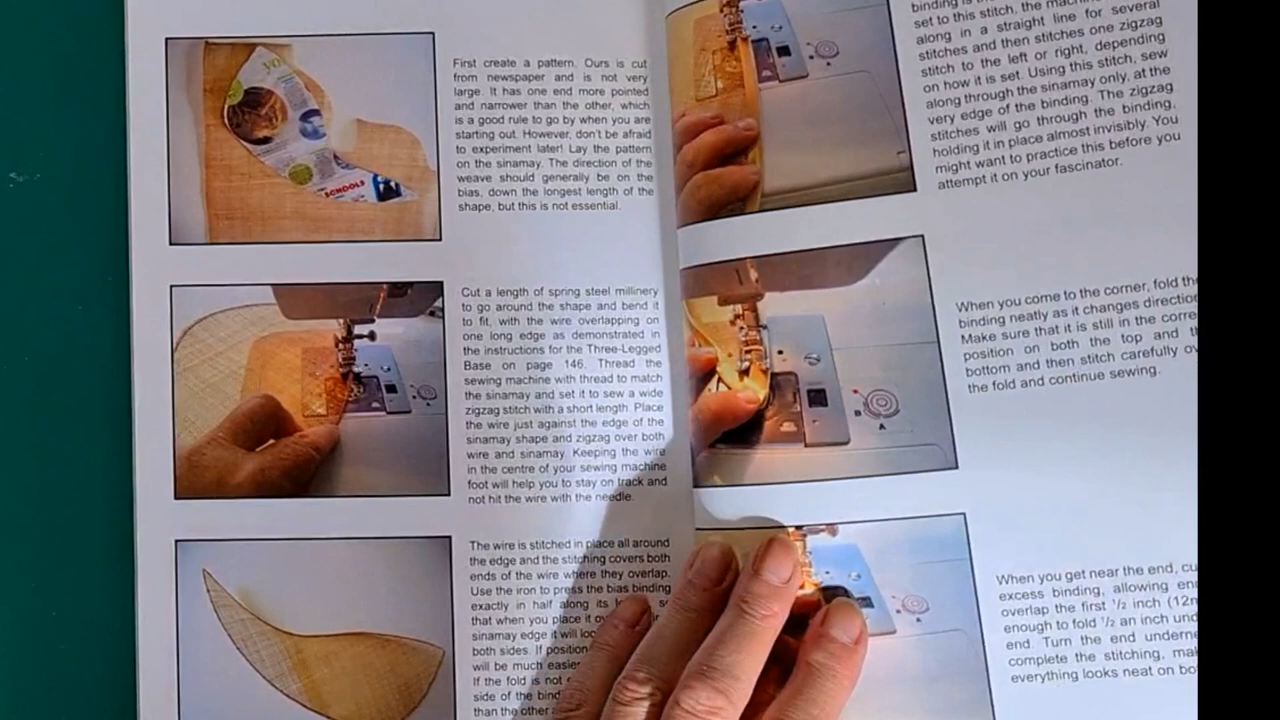 First create a pattern. Ours is cut
from newspaper and is not very
large. It has one end more pointed
and narrower than the other, which
is a good rule to go by when you are
starting out. However, don't be afraid
to experiment later! Lay the pattern
on the sinamay. The direction of the
weave should generally be on the
bias, down the longest length of the
shape, but this is not essential.
SCHOOLS
Cut a length of spring steel millinery
to go around the shape and bend it
to fit, with the wire overlapping on
one long edge as demonstrated in
the instructions for the Three-Legged
Base on page 146. Thread the
sewing machine with thread to match
the sinamay and set it to sew a wide
zigzag stitch with a short length. Place
the wire just against the edge of the
sinamay shape and zigzag over both
wire and sinamay. Keeping the wire
in the centre of your sewing machine
foot will help you to stay on track and
not hit the wire with the needle.
The wire is stitched in place all around
the edge and the stitching covers both
ends of the wire where they overlap.
Use the iron to press the bias binding
exactly in half along its
that when you place it
sinamay edge it will
both sides. If
will be much
If the fold is not
side of the
than the other
binding is
set to this stitch, the
along in a straight line for several
stitches and then stitches one zigzag
stitch to the left or right, depending
on how it is set. Using this stitch, sew
along through the sinamay only, at the
very edge of the binding. The zigzag
stitches will go through the binding,
holding it in place almost invisibly. You
might want to practice this before you
attempt it on your fascinator.
When you come to the corner, fold
binding neatly as it changes
Make sure that it is still in the
position on both the top and
bottom and then stitch carefully
the fold and continue sewing.
B
A
When you get near the end,
excess binding, allowing
overlap the first 1/2 inch
enough to fold 1/2 an inch
end. Turn the end
complete the stitching,
everything looks neat on